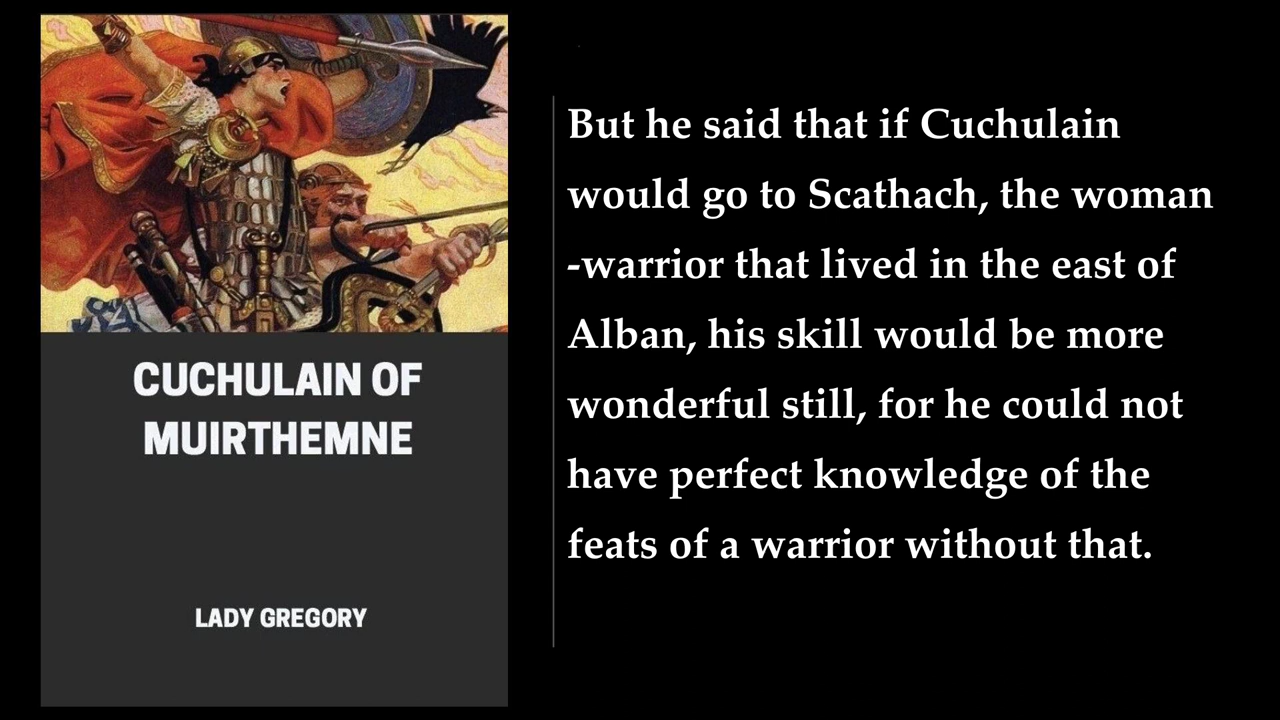 CUCHULAIN OF
MUIRTHEMNE
LADY GREGORY
But he said that if Cuchulain
would go to Scathach, the woman
-warrior that lived in the east of
Alban, his skill would be more
wonderful still, for he could not
have perfect knowledge of the
feats of a warrior without that.